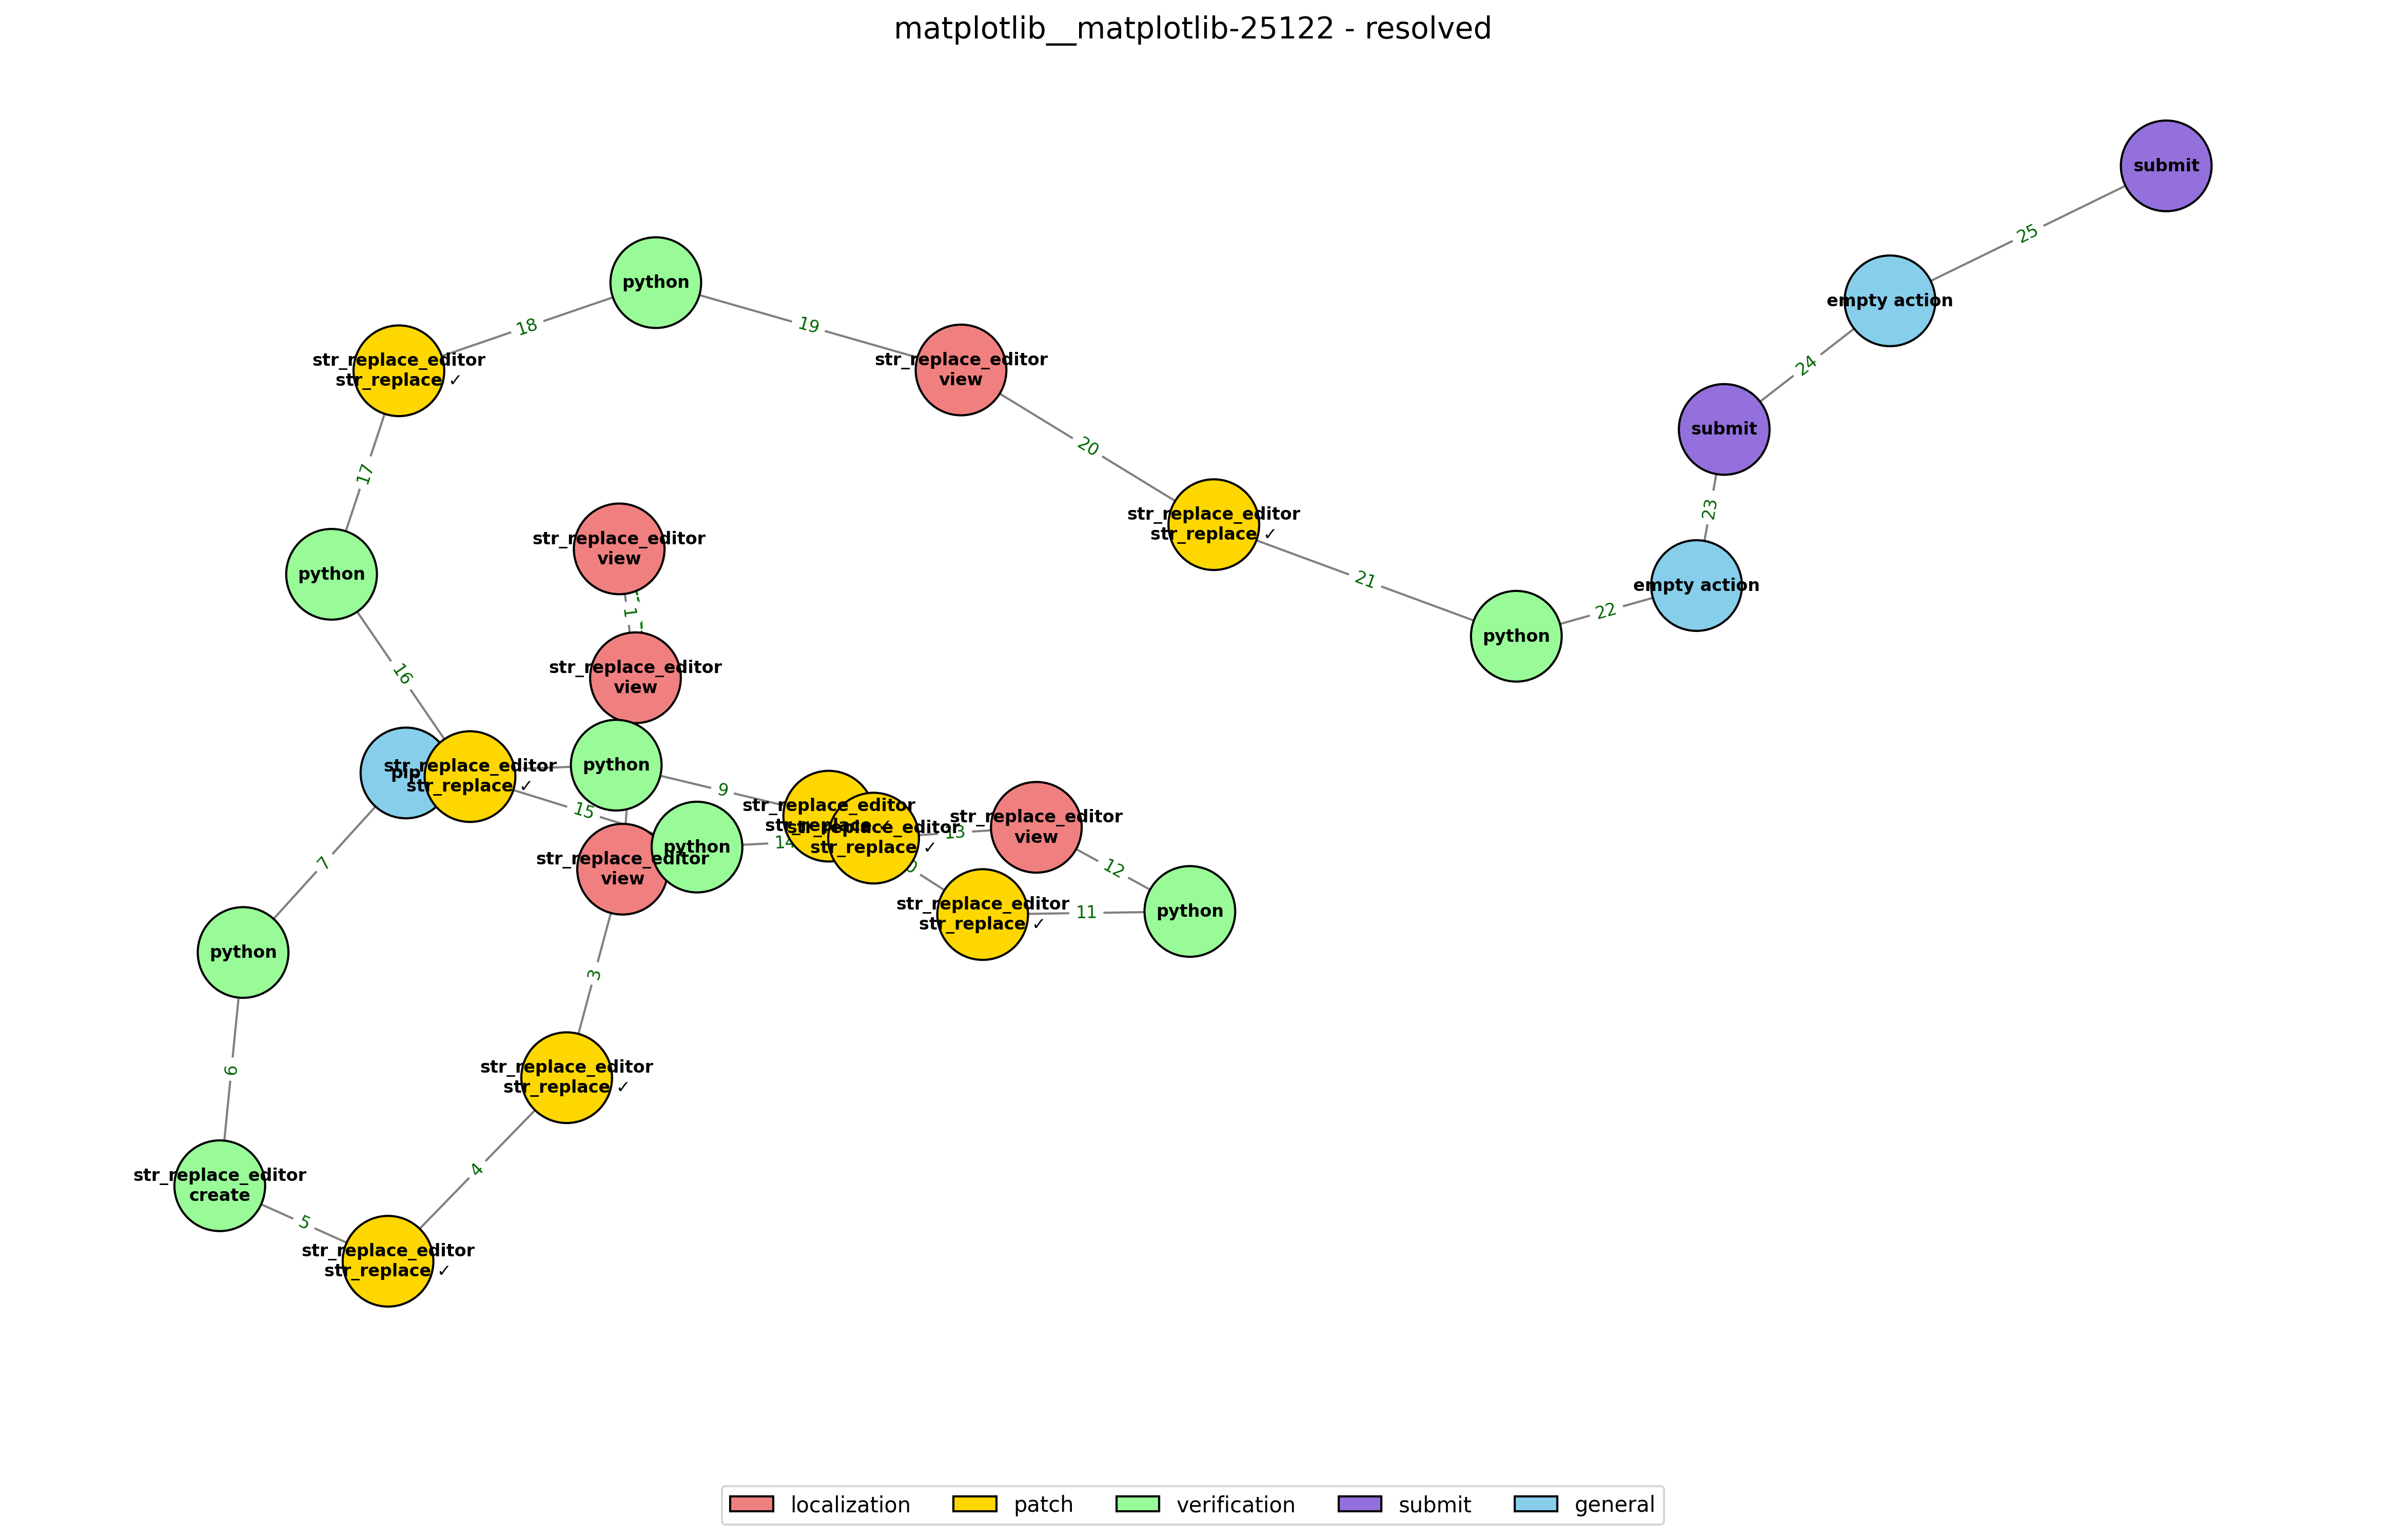 matplotlib__matplotlib-25122 - resolved
submit
25
python
empty action
18
19
str_replace_editor
str_replace ✓
str_replace_editor
view
24
submit
20
17
str_replace_editor
str_replace ✓
23
str_replace_editor
view
python
21
empty action
1
22
python
16
str_replace_editor
view
python
str_replace_editor
str_replace ✓
9
15
str_replace_editor
str_replace_editor
str_replace ✓
str_replace_editor
view
13
14
python
7
str_replace_editor
view
12
str_replace_editor
str_replace ✓
11
python
python
3
6
str_replace_editor
str_replace ✓
4
str_replace_editor
create
5
str_replace_editor
str_replace ✓
localization
patch
verification
submit
general